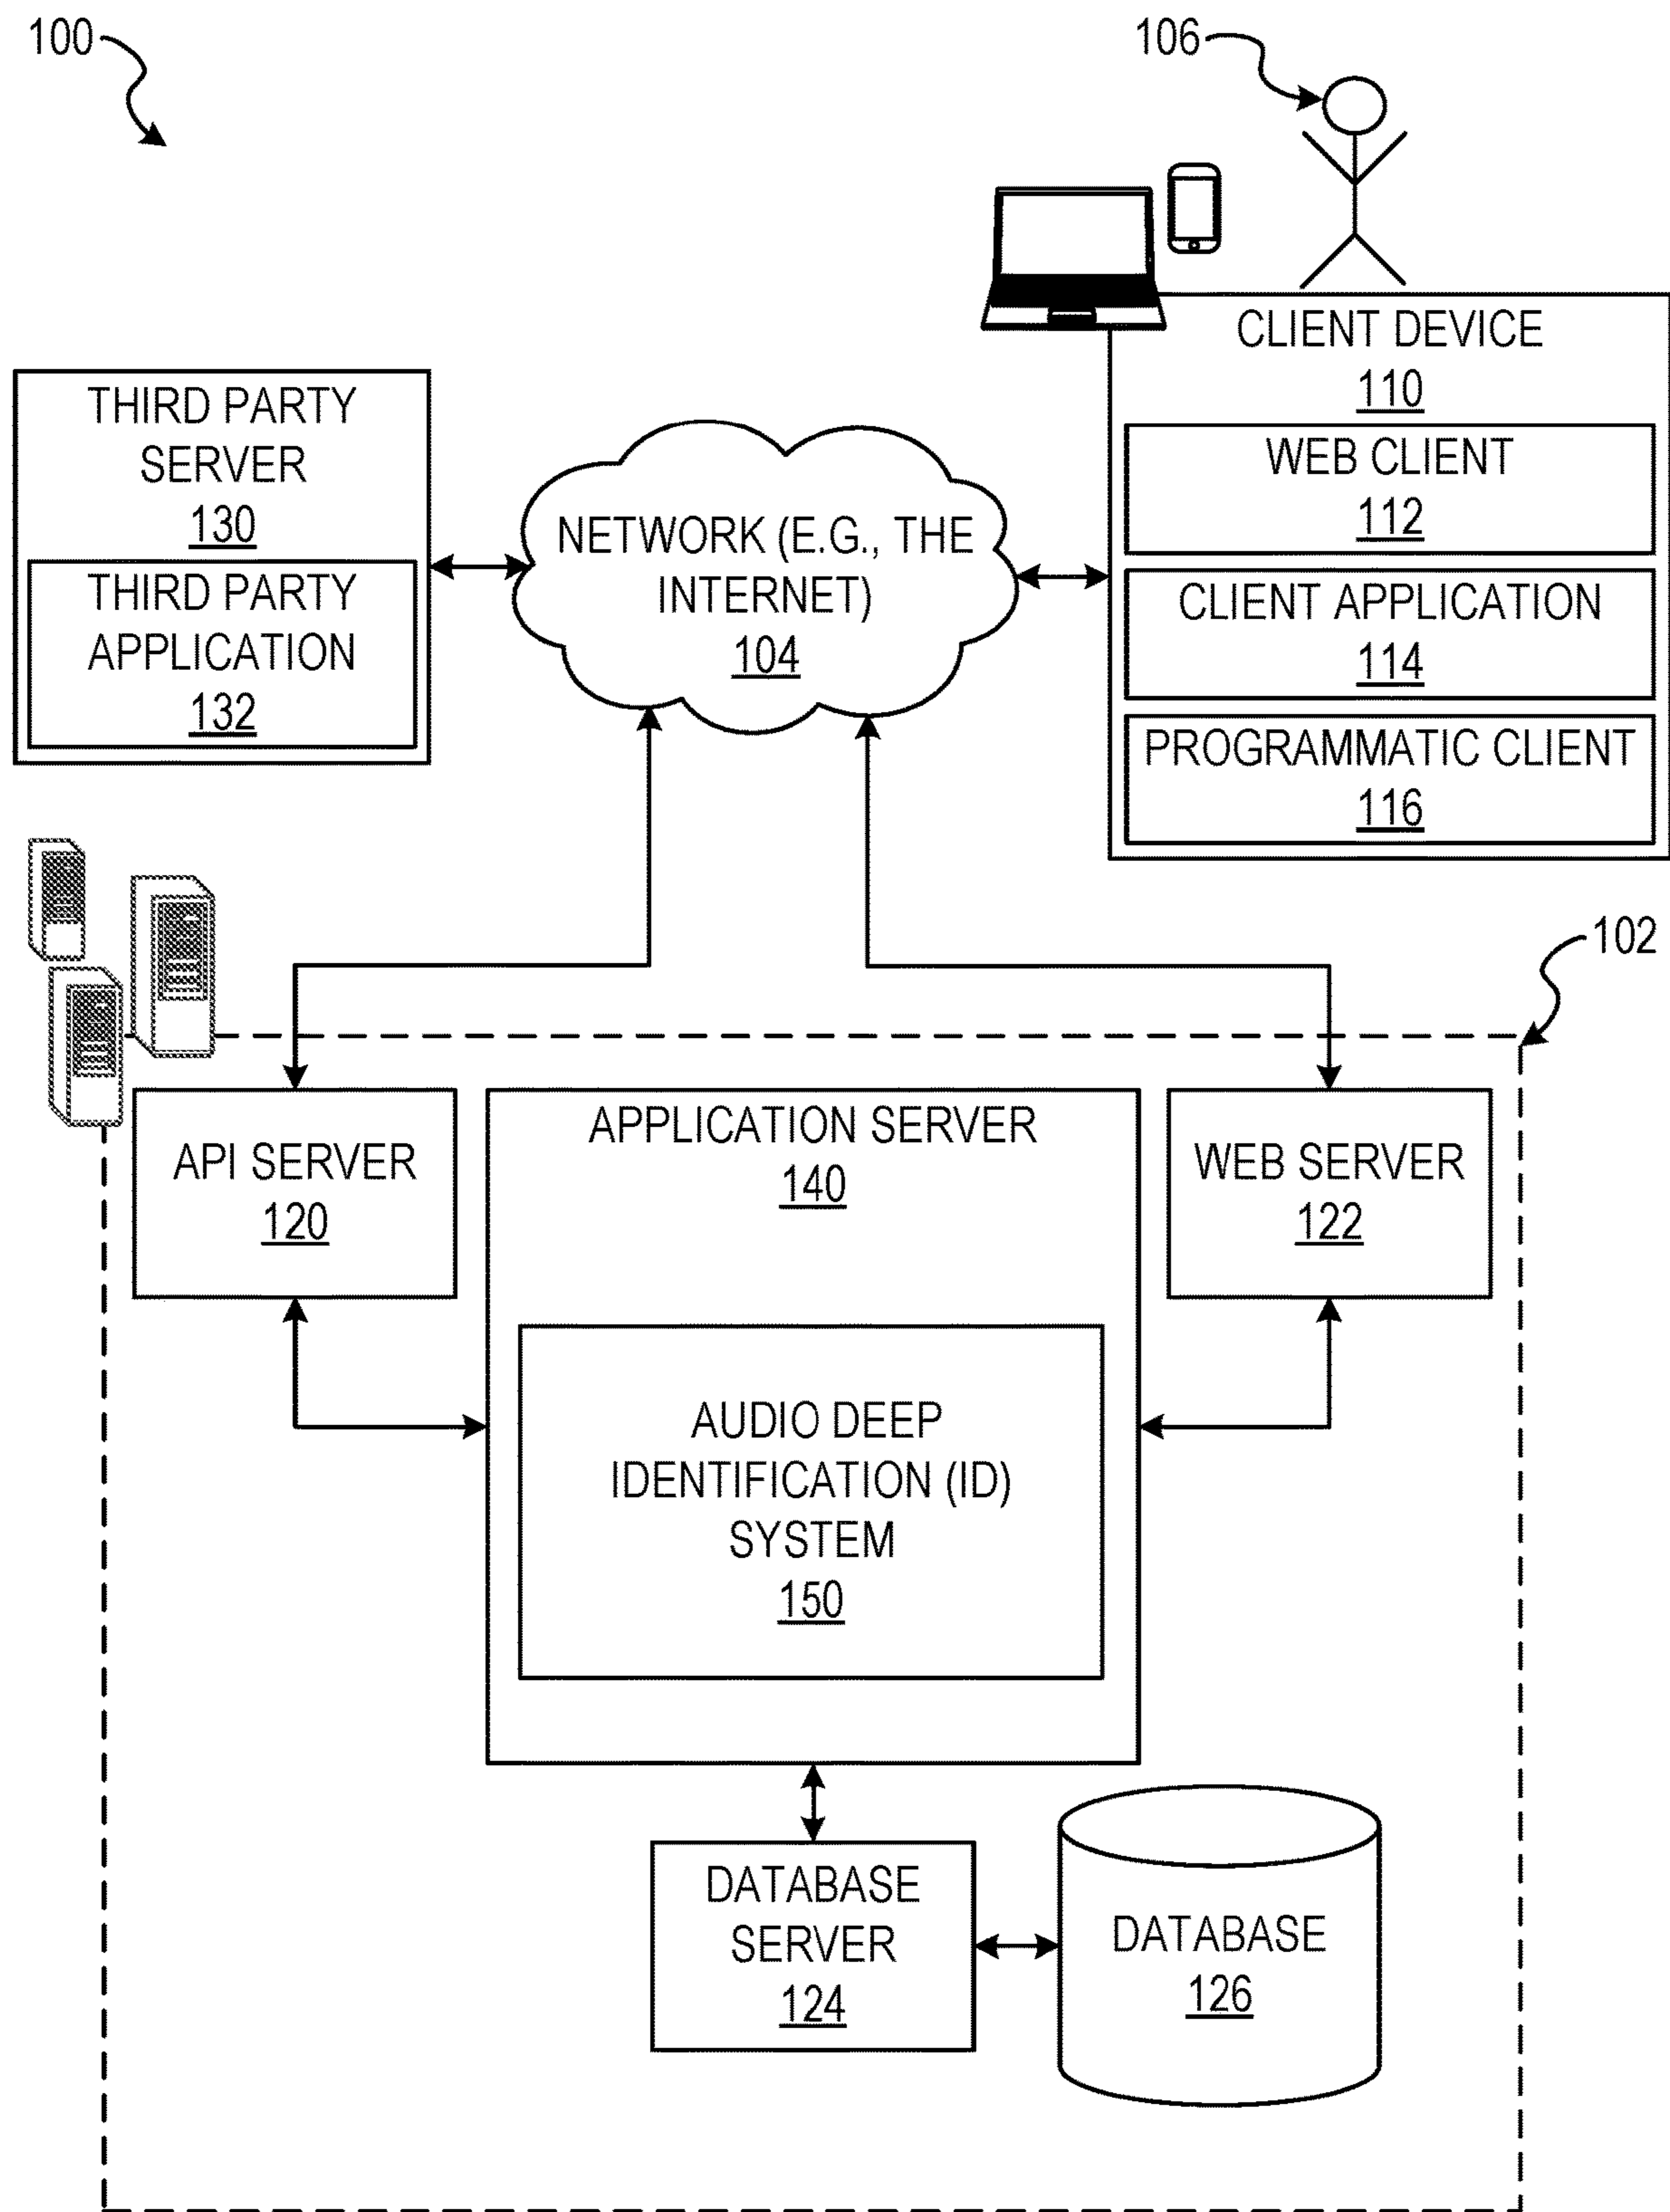 100
106
CLIENT DEVICE
110
WEB CLIENT
112
CLIENT APPLICATION
114
PROGRAMMATIC CLIENT
116
THIRD PARTY
SERVER
130
THIRD PARTY
APPLICATION
132
NETWORK (E.G., THE
INTERNET)
104
102
API SERVER
120
APPLICATION SERVER
140
WEB SERVER
122
AUDIO DEEP
IDENTIFICATION (ID)
SYSTEM
150
DATABASE
SERVER
124
DATABASE
126